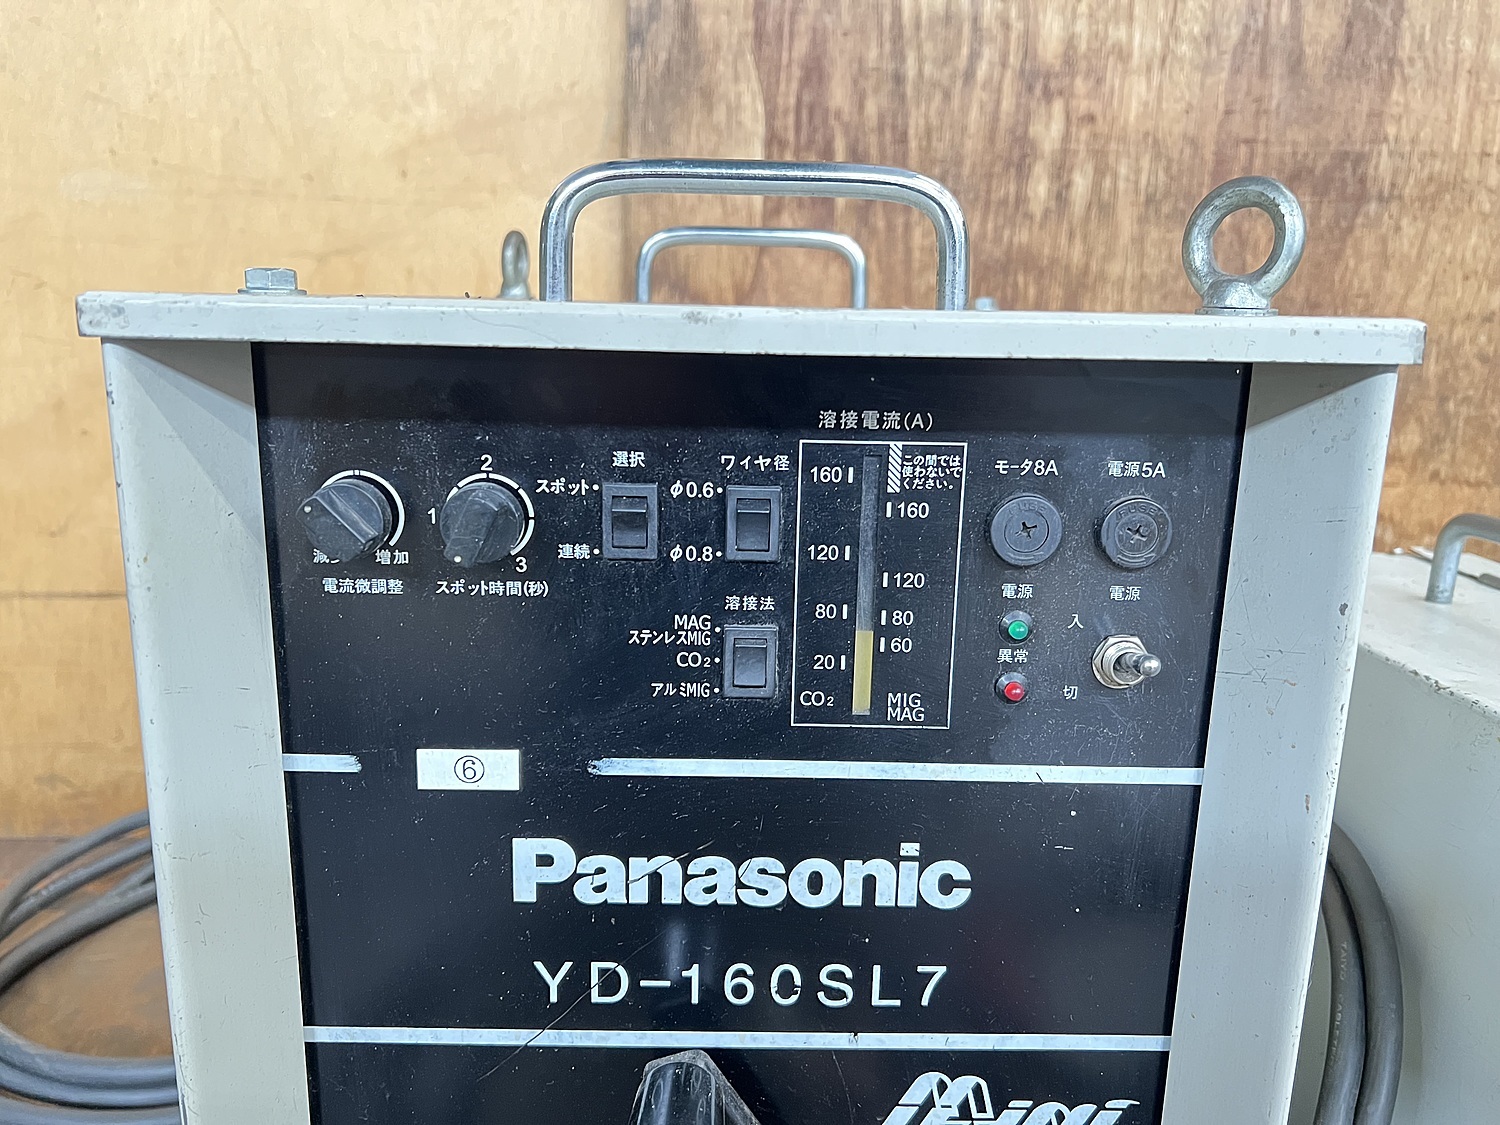 溶接電流(A)
160
120
80
20
CO₂
この間では
使わないで
ください。
160
120
80
60
MIG
MAG
増加
電流微調整
1
2
3
スポット時間(秒)
選択
スポット
連続
ワイヤ径
φ0.6
φ0.8
溶接法
MAG
ステンレスMIG
CO₂
アルミMIG
モータ8A
電源5A
FUSE
電源
異常
電源
入
切
⑥
Panasonic
YD-160SL7
Mini